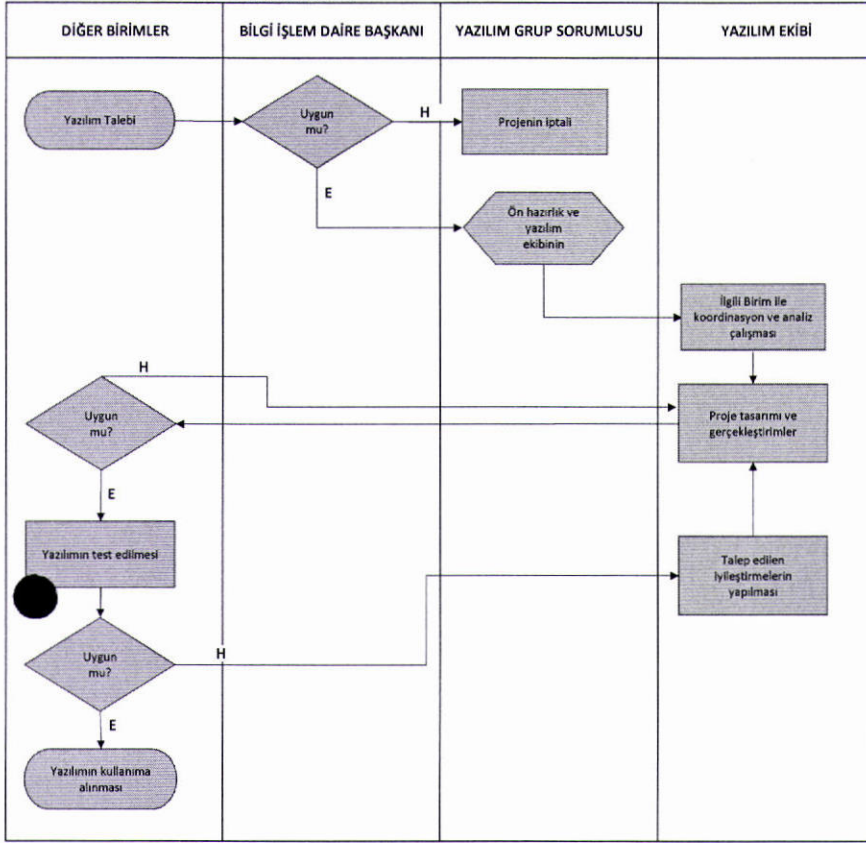 DİĞER BİRİMLER
BİLGİ İŞLEM DAİRE BAŞKANI
YAZILIM GRUP SORUMLUSU
YAZILIM EKİBİ
Yazılım Talebi
Uygun
mu?
H
Projenin iptali
E
Ön hazırlık ve
yazılım
ekibinin
İlgili Birim ile
koordinasyon ve analiz
çalışması
H
Uygun
mu?
Proje tasarımı ve
gerçekleştirimler
E
Yazılımın test edilmesi
Talep edilen
iyileştirmelerin
yapılması
Uygun
mu?
H
E
Yazılımın kullanıma
alınması